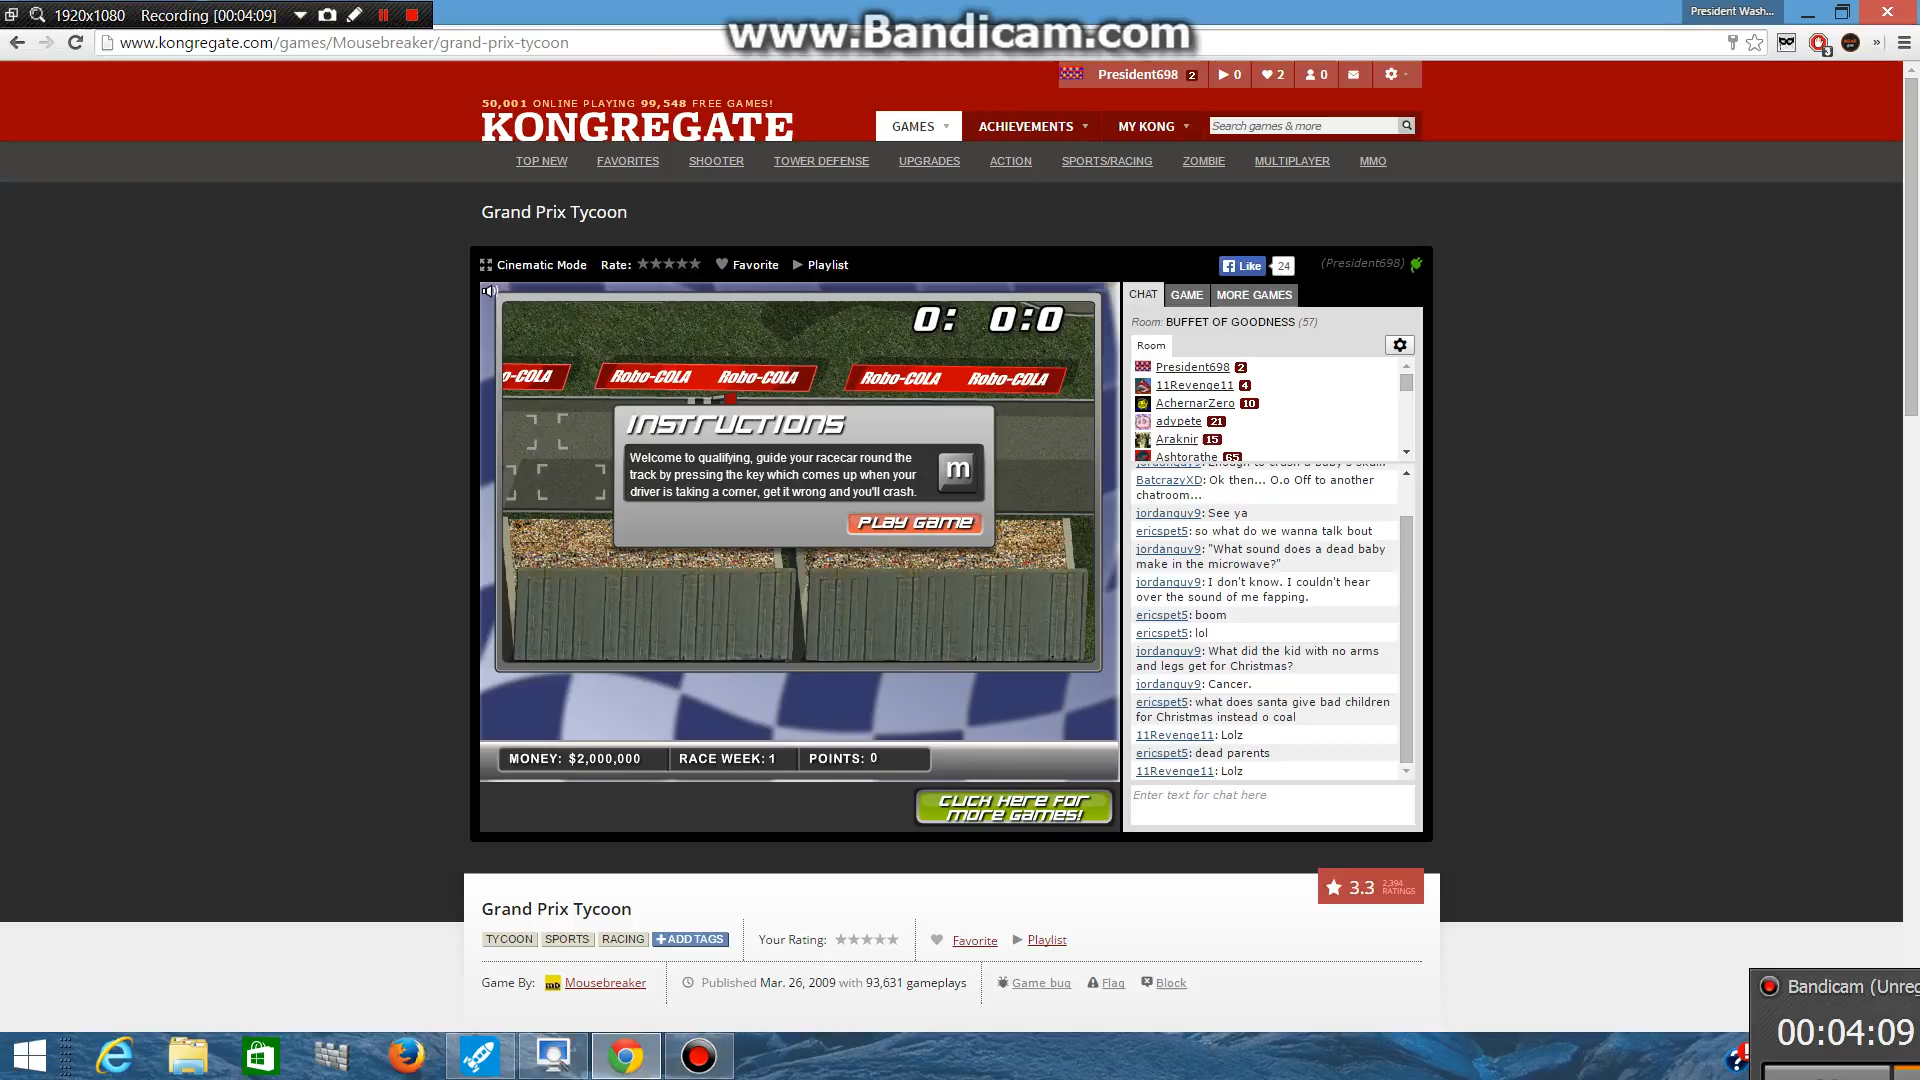 1920x1080 Recording [00:04:09]
www.Bandicam.com
President Wash...
www.kongregate.com/games/Mousebreaker/grand-prix-tycoon
3
President698 2 0 2 0
50,001 ONLINE PLAYING 99,548 FREE GAMES!
KONGREGATE
GAMES ACHIEVEMENTS MY KONG Search games & more
TOP NEW FAVORITES SHOOTER TOWER DEFENSE UPGRADES ACTION SPORTS/RACING ZOMBIE MULTIPLAYER MMO
Grand Prix Tycoon
Cinematic Mode Rate: Favorite Playlist Like 24 (President698)
0: 0:0
o-COLA Robo-COLA Robo-COLA Robo-COLA Robo-COLA
INSTRUCTIONS
Welcome to qualifying, guide your racecar round the
track by pressing the key which comes up when your
driver is taking a corner, get it wrong and you'll crash.
m
PLAY GAME
MONEY: $2,000,000 RACE WEEK: 1 POINTS: 0
CLICK HERE FOR
MORE GAMES!
CHAT GAME MORE GAMES
Room: BUFFET OF GOODNESS (57)
Room
President698 2
11Revenge11 4
AchernarZero 10
adypete 21
Araknir 15
Ashtorathe 65
BatcrazyXD: Ok then... O.o Off to another
chatroom...
jordanguy9: See ya
ericspet5: so what do we wanna talk bout
jordanguy9: "What sound does a dead baby
make in the microwave?"
jordanguy9: I don't know. I couldn't hear
over the sound of me fapping.
ericspet5: boom
ericspet5: lol
jordanguy9: What did the kid with no arms
and legs get for Christmas?
jordanguy9: Cancer.
ericspet5: what does santa give bad children
for Christmas instead o coal
11Revenge11: Lolz
ericspet5: dead parents
11Revenge11: Lolz
Enter text for chat here
3.3 2,394
RATINGS
Grand Prix Tycoon
TYCOON SPORTS RACING +ADD TAGS Your Rating: Favorite Playlist
Game By: mb Mousebreaker Published Mar. 26, 2009 with 93,631 gameplays Game bug Flag Block
Bandicam (Unreg
00:04:09